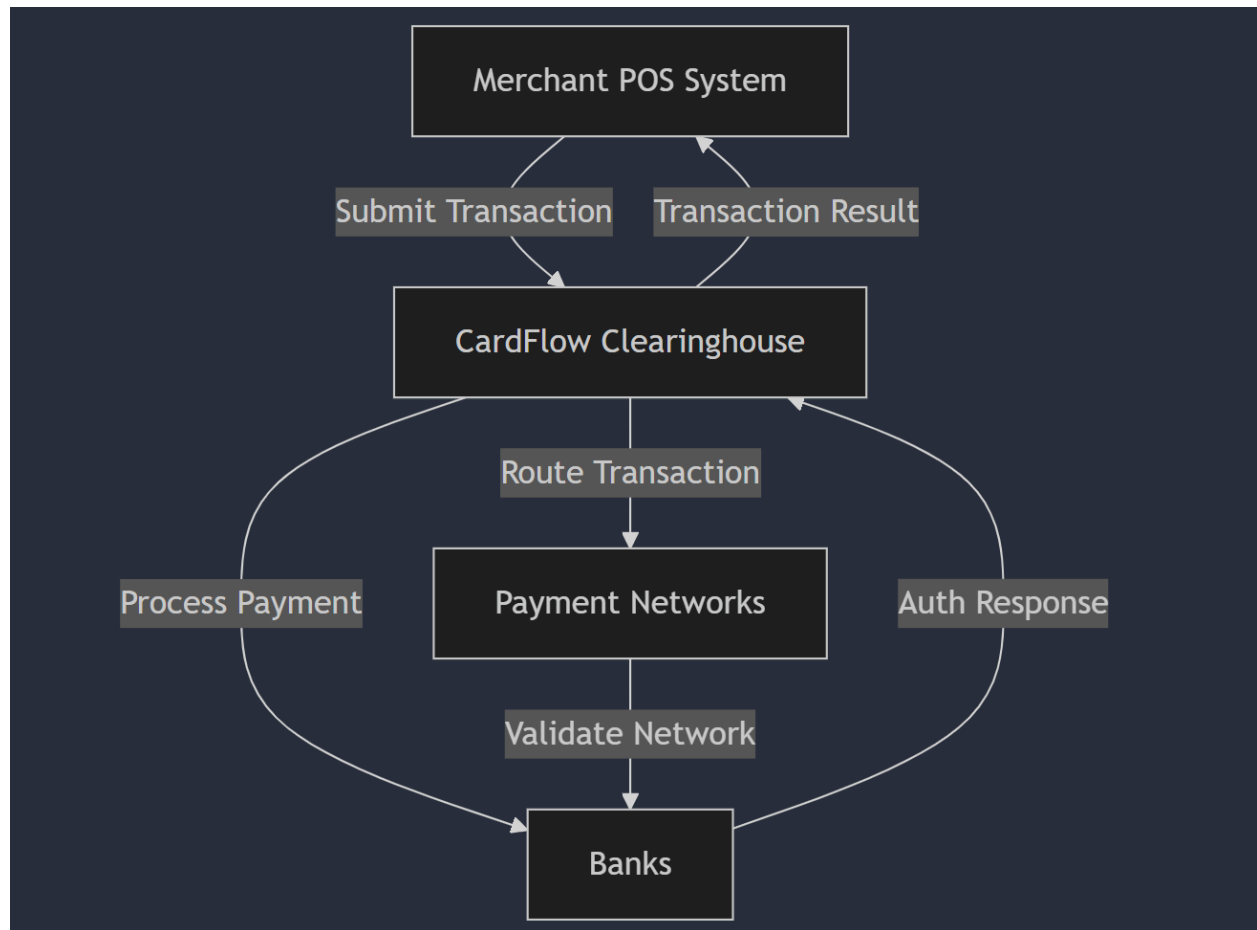 Merchant POS System
Submit Transaction
Transaction Result
CardFlow Clearinghouse
Route Transaction
Process Payment
Payment Networks
Auth Response
Validate Network
Banks